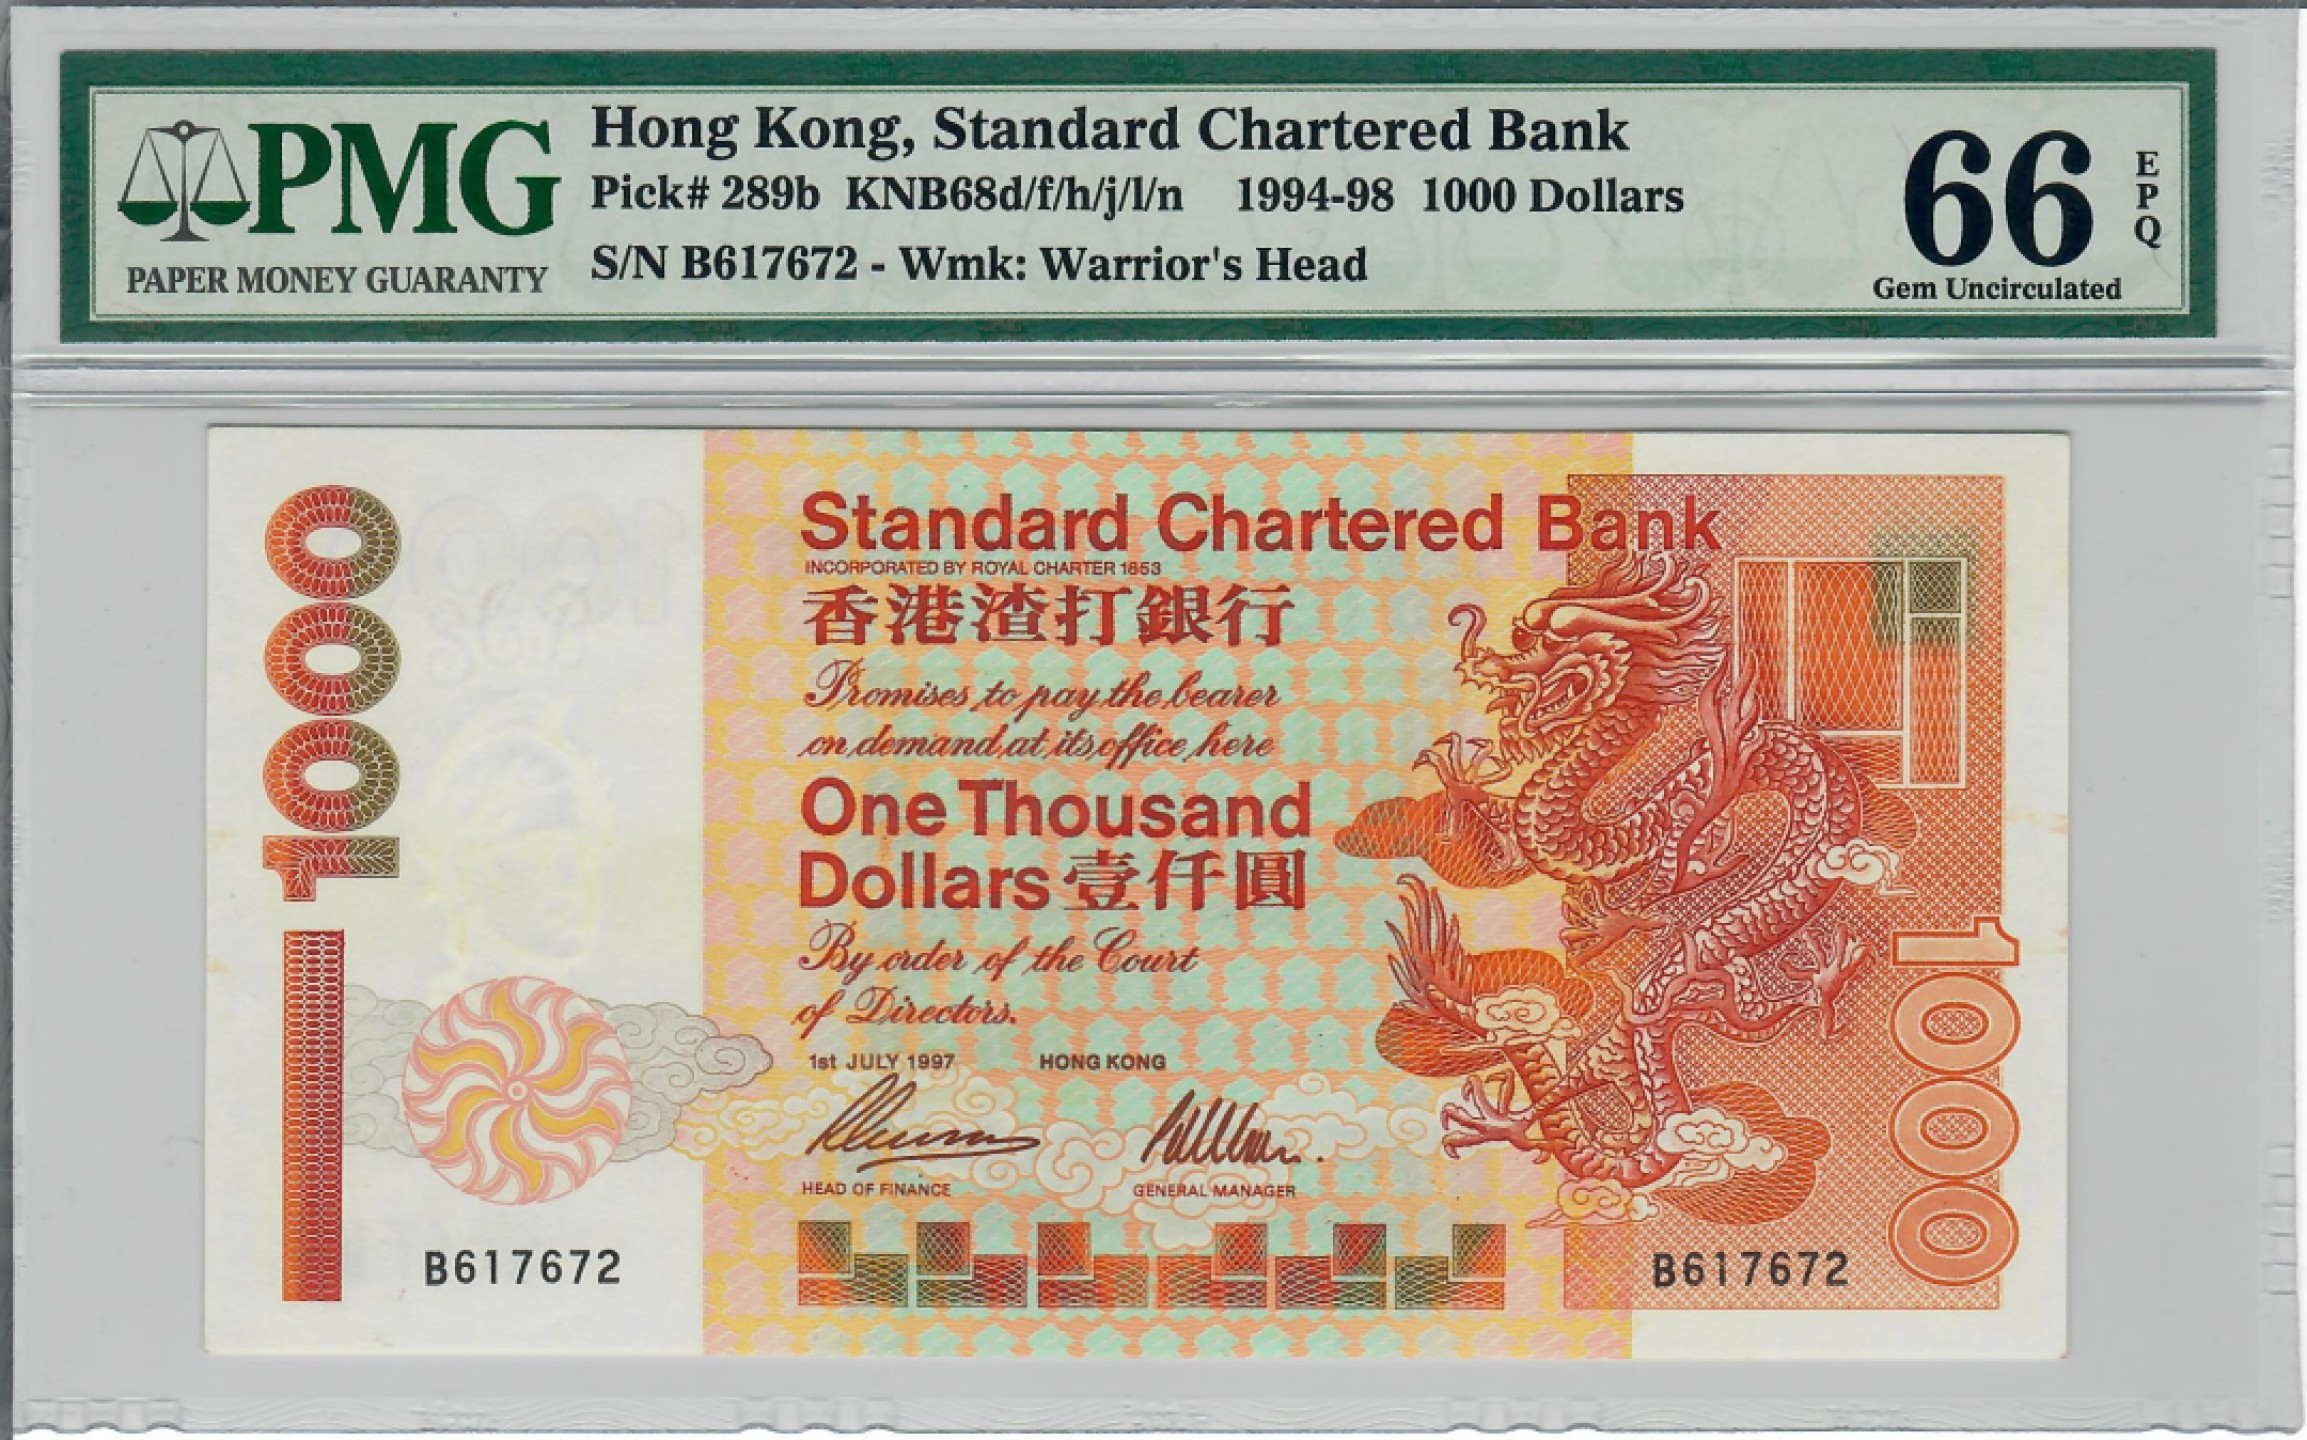 PMG
PAPER MONEY GUARANTY
Hong Kong, Standard Chartered Bank
Pick# 289b KNB68d/f/h/j/l/n 1994-98 1000 Dollars
S/N B617672 - Wmk: Warrior's Head
66
EPQ
Gem Uncirculated
1000
Standard Chartered Bank
INCORPORATED BY ROYAL CHARTER 1853
香港渣打銀行
Promises to pay the bearer
on demand at its office here
One Thousand
Dollars 壹仟圓
By order of the Court
of Directors.
1st JULY 1997 HONG KONG
HEAD OF FINANCE GENERAL MANAGER
B617672
B617672
1000